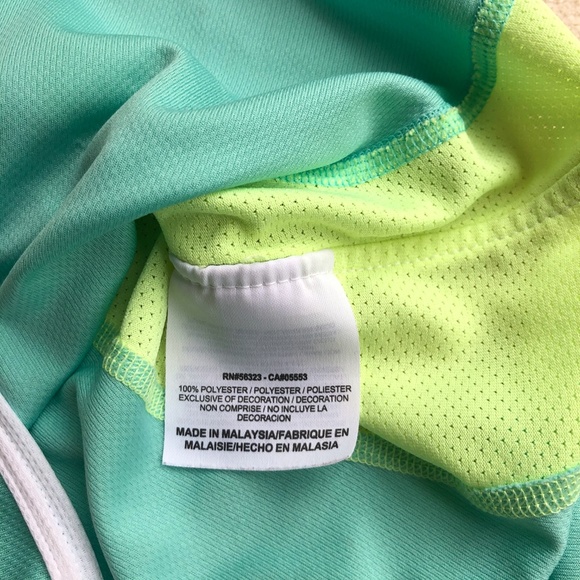 RN#56323 - CA#05553
100% POLYESTER / POLYESTER / POLIESTER
EXCLUSIVE OF DECORATION / DECORATION
NON COMPRISE / NO INCLUYE LA
DECORACION
MADE IN MALAYSIA/FABRIQUE EN
MALAISIE/HECHO EN MALASIA